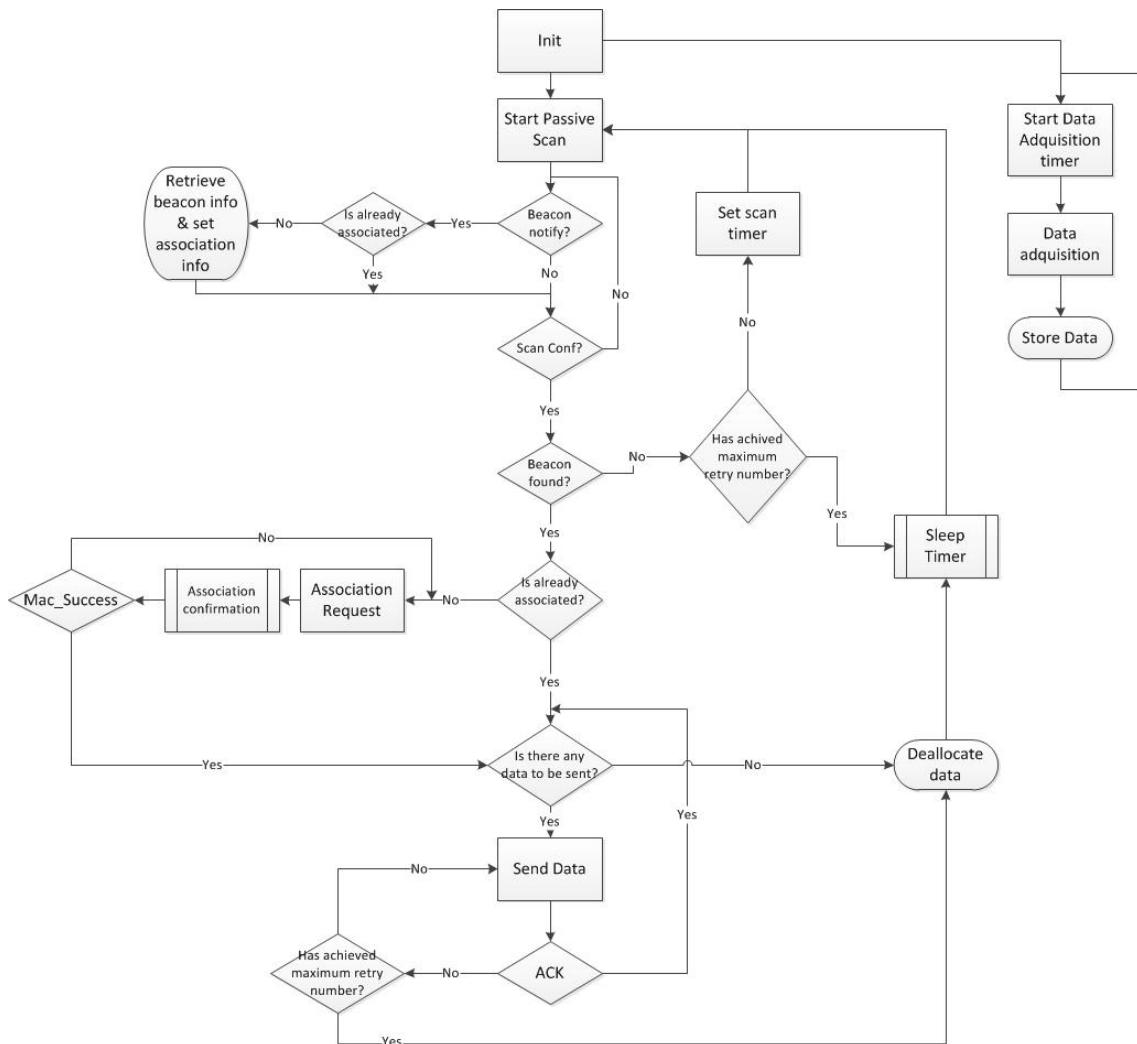 Init
Start Passive
Scan
Start Data
Adquisition
timer
Retrieve
beacon info
& set
association
info
No
Is already
associated?
Yes
Beacon
notify?
Set scan
timer
Data
adquisition
Yes
No
No
Scan Conf?
No
Store Data
Yes
Beacon
found?
No
Has achived
maximum
retry number?
Yes
Yes
Sleep
Timer
No
Mac_Success
Association
confirmation
Association
Request
No
Is already
associated?
Yes
Yes
Is there any
data to be sent?
No
Deallocate
data
Yes
Yes
No
Send Data
Has achieved
maximum retry
number?
No
ACK
Yes